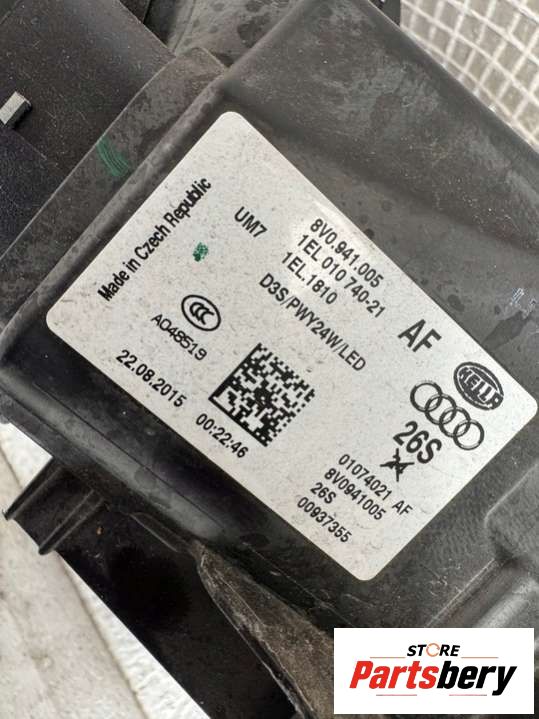 8V0.941.005
AF
1EL 010 740-21
1EL.1810
UM7
D3S/PWY24W/LED
Made in Czech Republic
HELLA
A048519
22.08.2015
00:22:46
26S
01074021 AF
8V0941005
26S
00937355
STORE
Partsbery